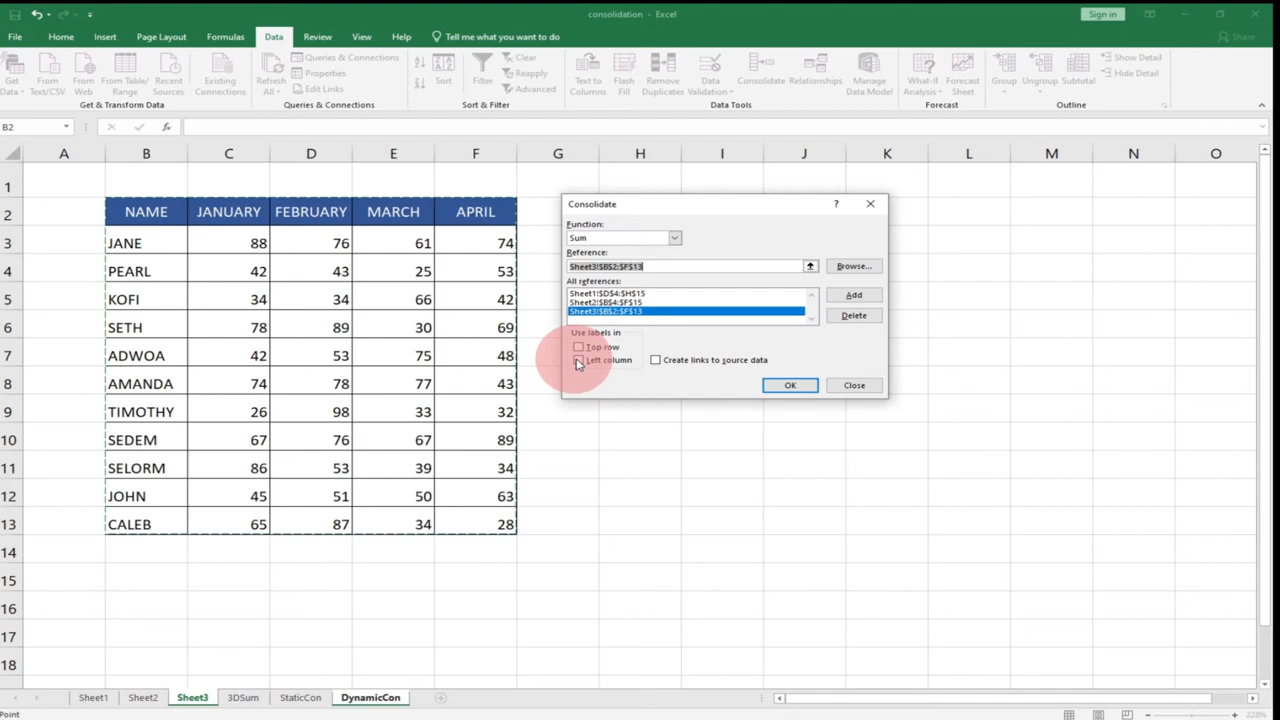 consolidation - Excel
Sign in
File Home Insert Page Layout Formulas Data Review View Help Tell me what you want to do Share
Get Data
From Text/CSV
From Web
From Table/Range
Recent Sources
Existing Connections
Get & Transform Data
Refresh All
Queries & Connections
Properties
Edit Links
Queries & Connections
Sort
Filter
Clear
Reapply
Advanced
Sort & Filter
Text to Columns
Flash Fill
Remove Duplicates
Data Validation
Consolidate
Relationships
Manage Data Model
Data Tools
What-If Analysis
Forecast Sheet
Forecast
Group
Ungroup
Subtotal
Show Detail
Hide Detail
Outline
B2 fx
A B C D E F G H I J K L M N O
1
2 NAME JANUARY FEBRUARY MARCH APRIL
3 JANE 88 76 61 74
4 PEARL 42 43 25 53
5 KOFI 34 34 66 42
6 SETH 78 89 30 69
7 ADWOA 42 53 75 48
8 AMANDA 74 78 77 43
9 TIMOTHY 26 98 33 32
10 SEDEM 67 76 67 89
11 SELORM 86 53 39 34
12 JOHN 45 51 50 63
13 CALEB 65 87 34 28
14
15
16
17
18
Consolidate ?
Function:
Sum
Reference:
Sheet3!$B$2:$F$13
Browse...
All references:
Sheet1!$D$4:$H$15
Sheet2!$B$4:$F$15
Sheet3!$B$2:$F$13
Add
Delete
Use labels in
Top row
Left column
Create links to source data
OK Close
Sheet1 Sheet2 Sheet3 3DSum StaticCon DynamicCon
Point
228%